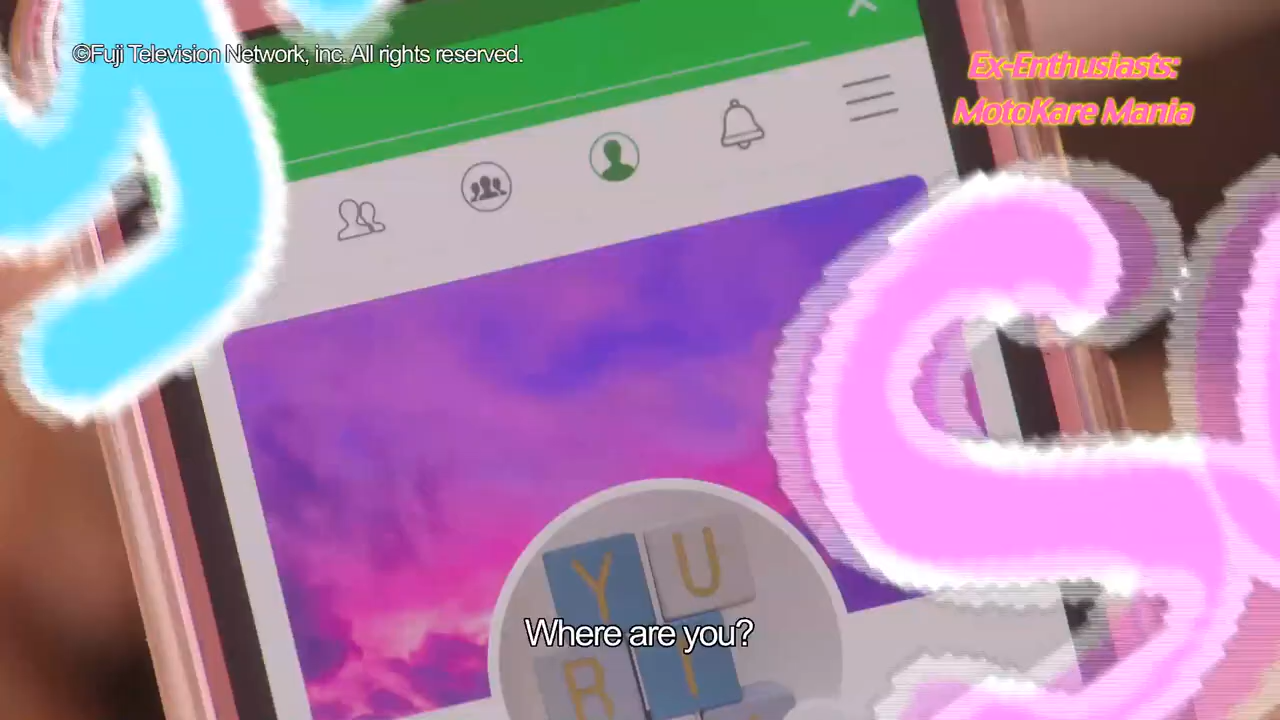 ©Fuji Television Network, inc. All rights reserved.
Ex-Enthusiasts:
MotoKare Mania
y
S
Y U
B I
Where are you?